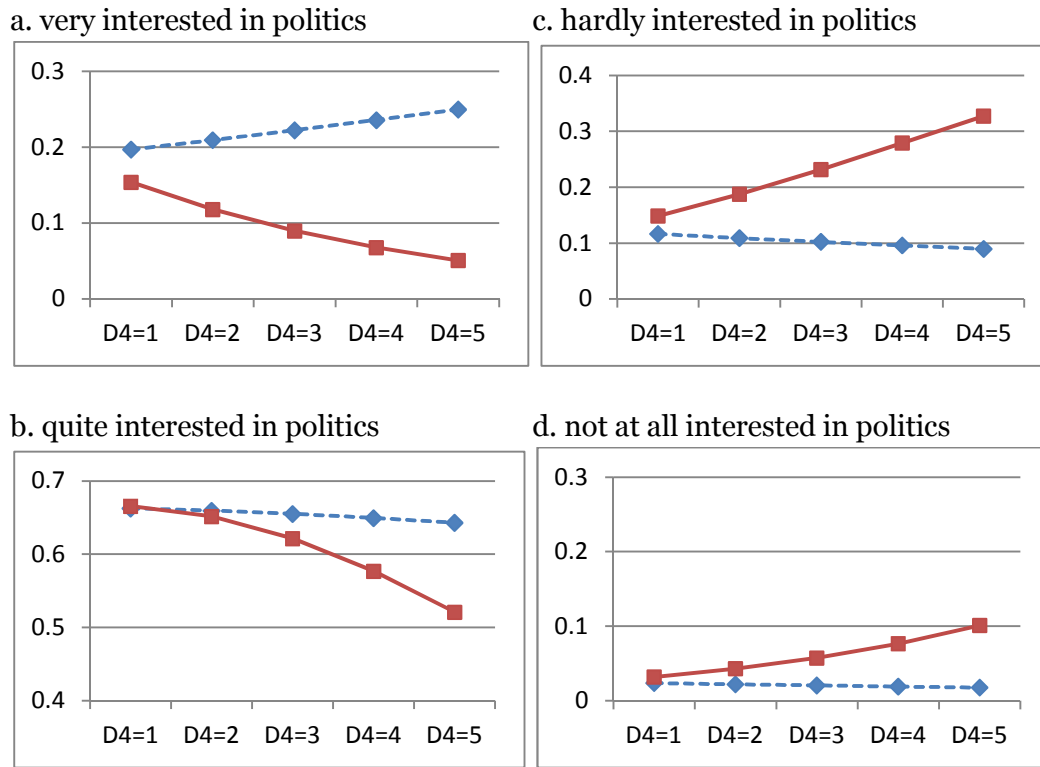 a. very interested in politics
0.3
0.2
0.1
0
D4=1 D4=2 D4=3 D4=4 D4=5
c. hardly interested in politics
0.4
0.3
0.2
0.1
0
D4=1 D4=2 D4=3 D4=4 D4=5
b. quite interested in politics
0.7
0.6
0.5
0.4
D4=1 D4=2 D4=3 D4=4 D4=5
d. not at all interested in politics
0.3
0.2
0.1
0
D4=1 D4=2 D4=3 D4=4 D4=5